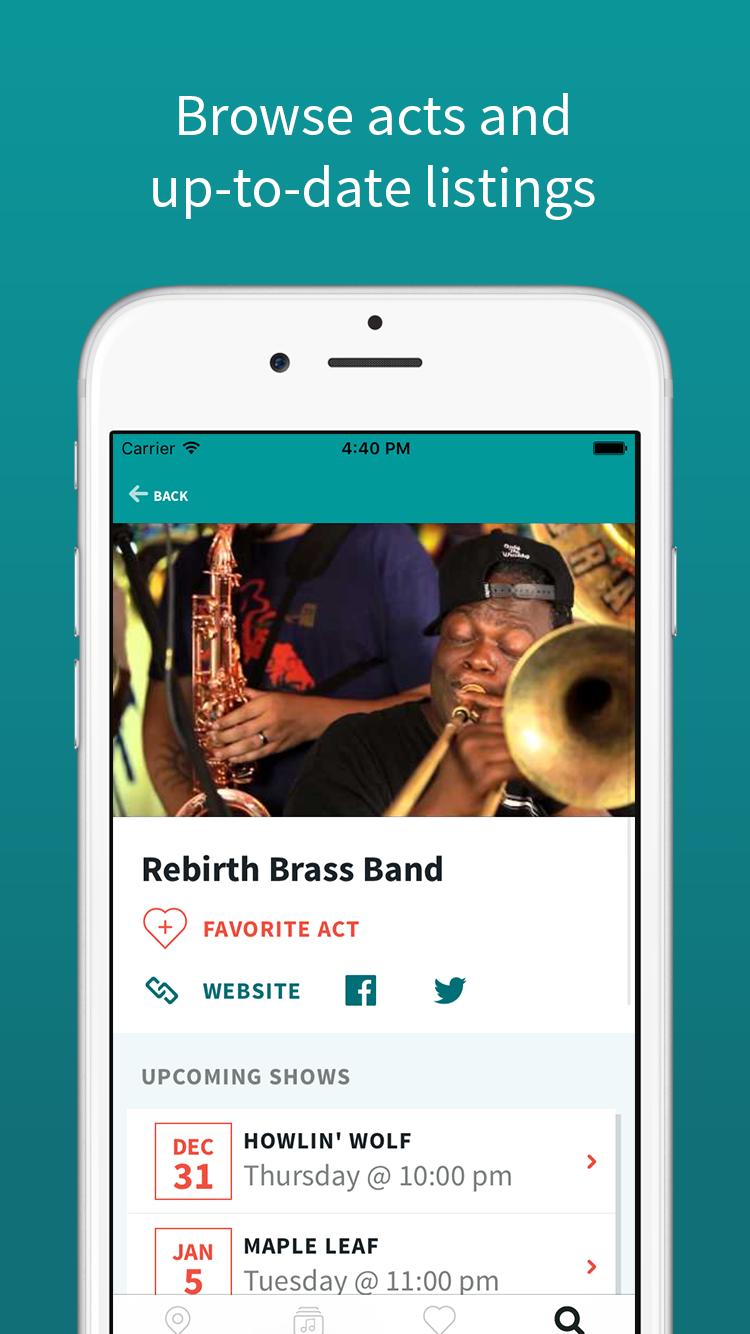 Browse acts and
up-to-date listings
Carrier 4:40 PM
BACK
Rebirth Brass Band
FAVORITE ACT
WEBSITE
UPCOMING SHOWS
DEC
31
HOWLIN' WOLF
Thursday @ 10:00 pm
JAN
5
MAPLE LEAF
Tuesday @ 11:00 pm